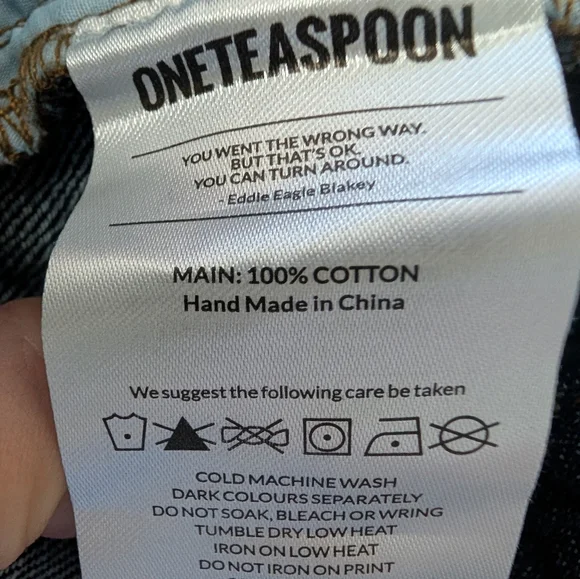 ONETEASPOON
YOU WENT THE WRONG WAY.
BUT THAT'S OK.
YOU CAN TURN AROUND.
- Eddie Eagle Blakey
MAIN: 100% COTTON
Hand Made in China
We suggest the following care be taken
COLD MACHINE WASH
DARK COLOURS SEPARATELY
DO NOT SOAK, BLEACH OR WRING
TUMBLE DRY LOW HEAT
IRON ON LOW HEAT
DO NOT IRON ON PRINT